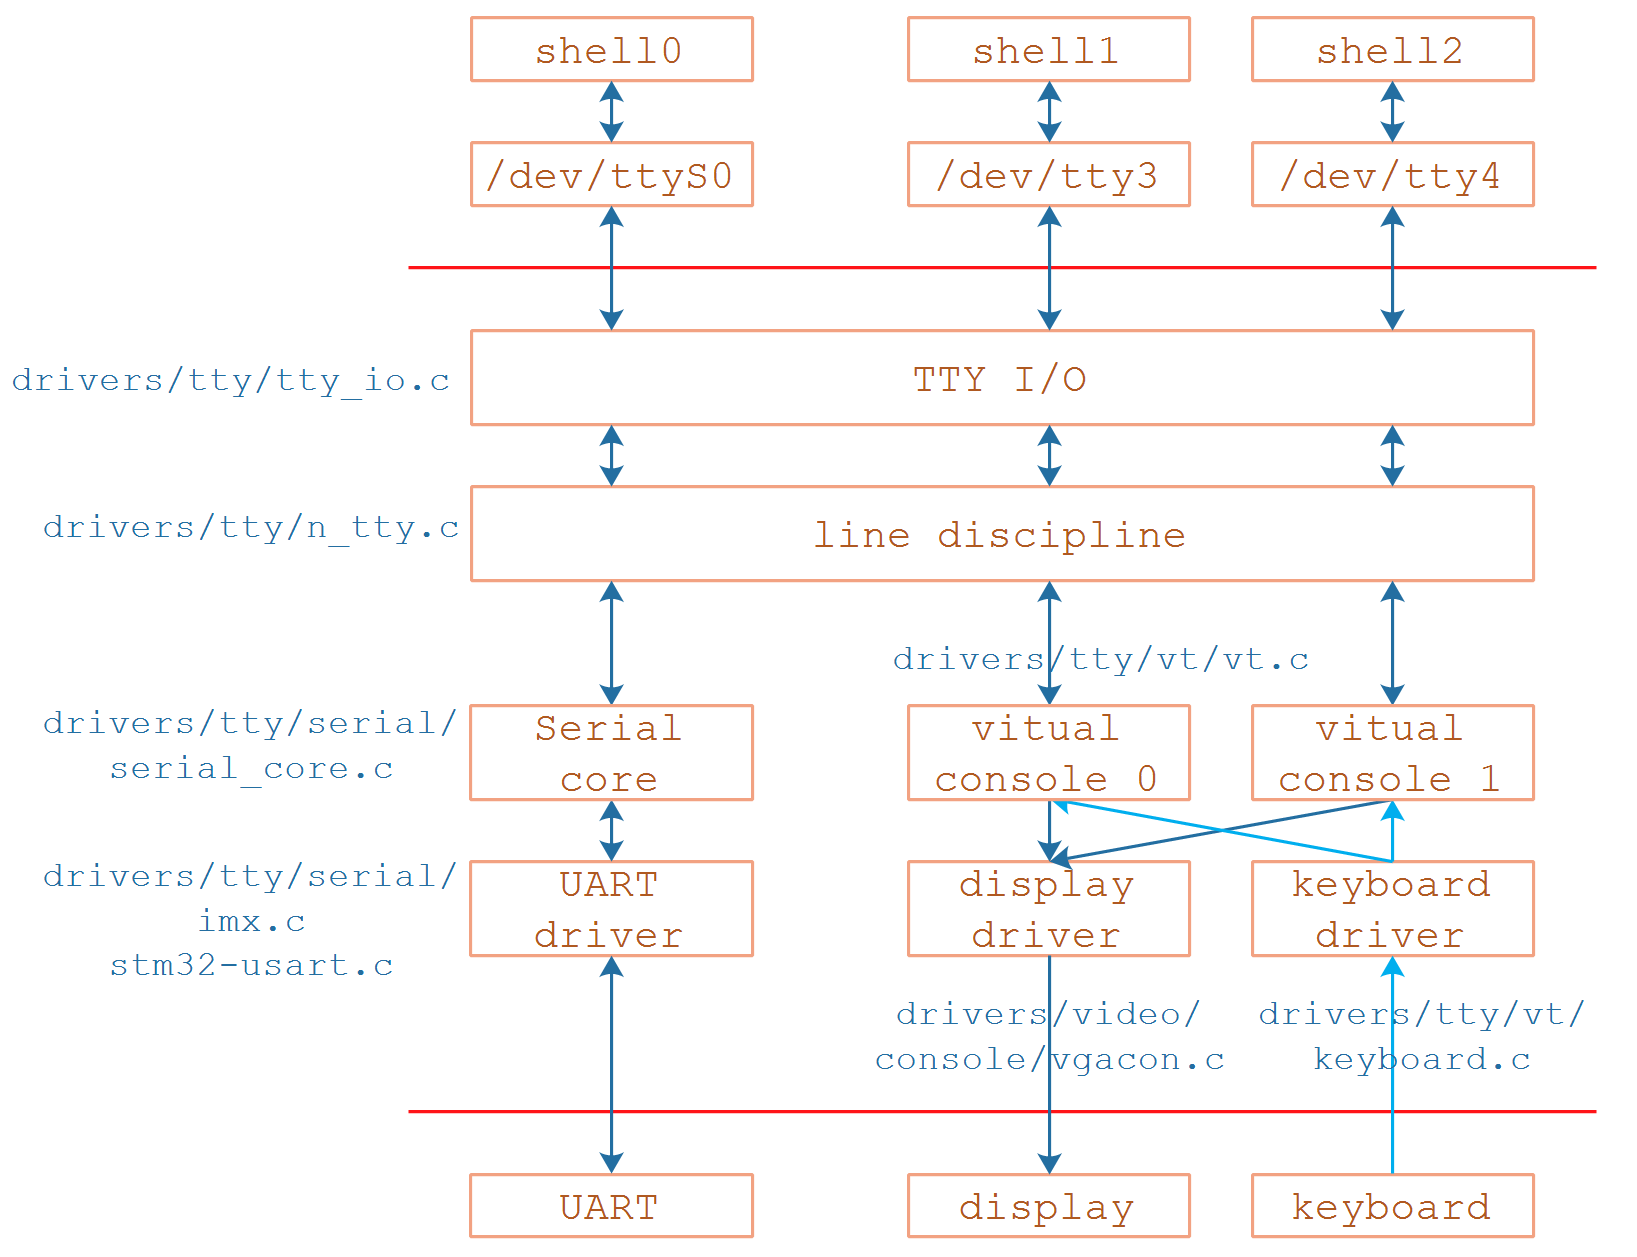 shell0
shell1
shell2
/dev/ttyS0
/dev/tty3
/dev/tty4
drivers/tty/tty_io.c
TTY I/O
drivers/tty/n_tty.c
line discipline
drivers/tty/vt/vt.c
drivers/tty/serial/
serial_core.c
Serial
core
vitual
console 0
vitual
console 1
drivers/tty/serial/
imx.c
stm32-usart.c
UART
driver
display
driver
keyboard
driver
drivers/video/
console/vgacon.c
drivers/tty/vt/
keyboard.c
UART
display
keyboard